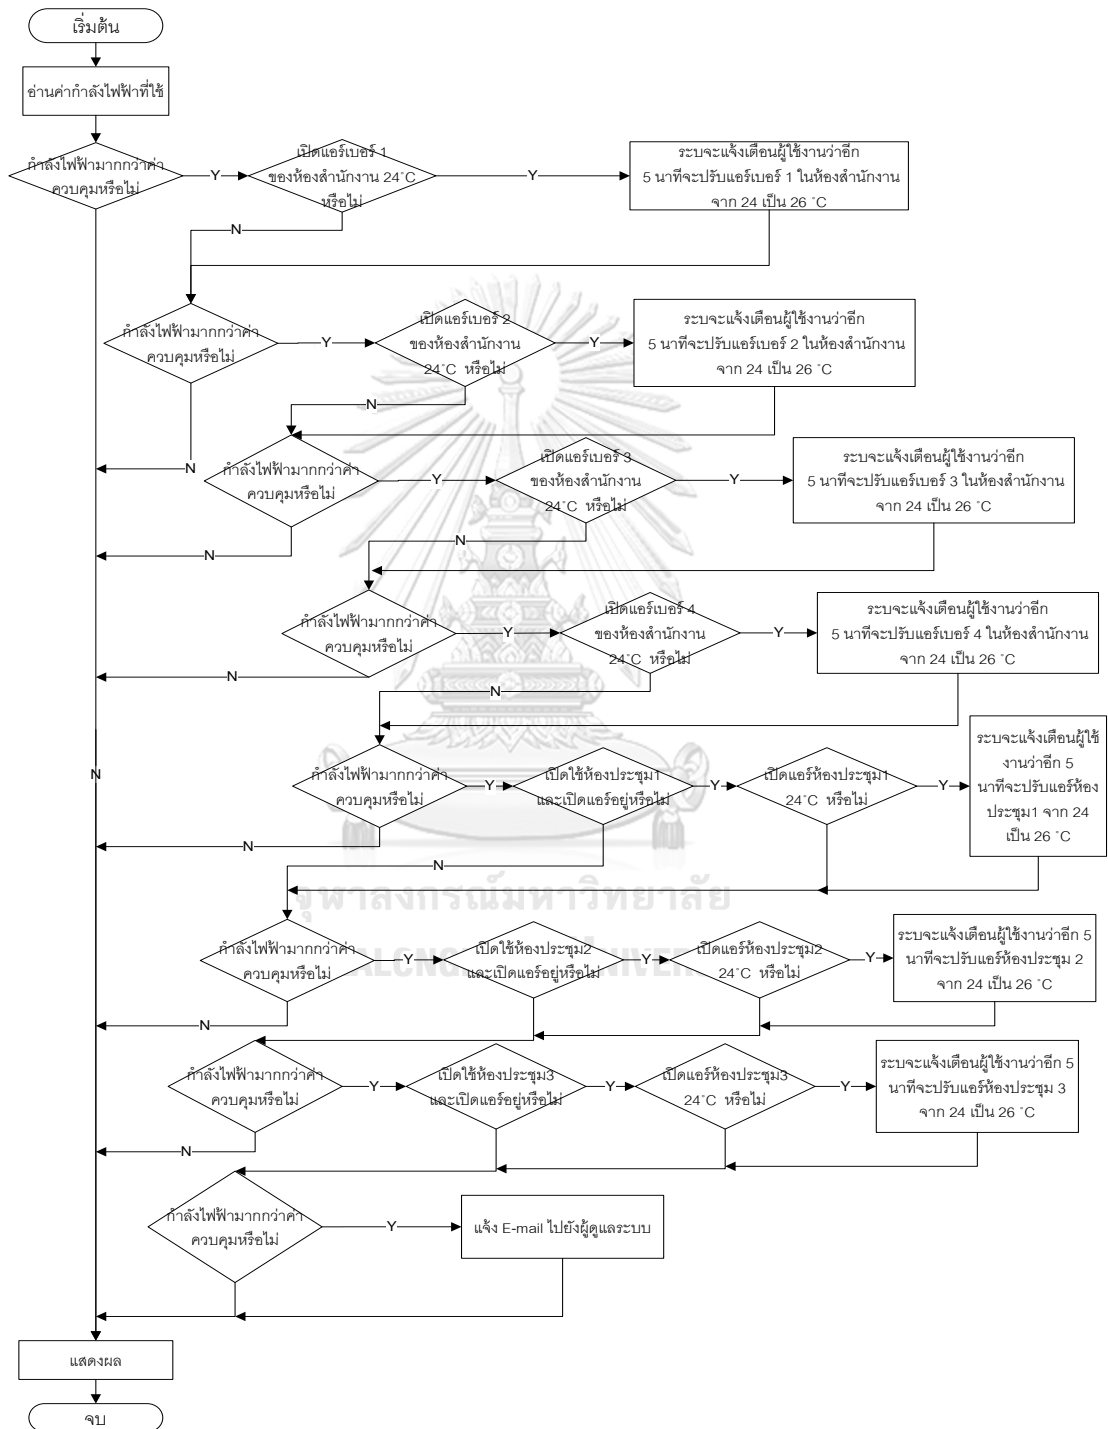 เริ่มต้น
อ่านค่ากำลังไฟฟ้าที่ใช้
กำลังไฟฟ้ามากกว่าค่า
ควบคุมหรือไม่
Y
เปิดแอร์เบอร์ 1
ของห้องสำนักงาน 24˚C
หรือไม่
Y
ระบบจะแจ้งเตือนผู้ใช้งานว่าอีก
5 นาทีจะปรับแอร์เบอร์ 1 ในห้องสำนักงาน
จาก 24 เป็น 26 ˚C
N
กำลังไฟฟ้ามากกว่าค่า
ควบคุมหรือไม่
Y
เปิดแอร์เบอร์ 2
ของห้องสำนักงาน
24˚C หรือไม่
Y
ระบบจะแจ้งเตือนผู้ใช้งานว่าอีก
5 นาทีจะปรับแอร์เบอร์ 2 ในห้องสำนักงาน
จาก 24 เป็น 26 ˚C
N
N
กำลังไฟฟ้ามากกว่าค่า
ควบคุมหรือไม่
Y
เปิดแอร์เบอร์ 3
ของห้องสำนักงาน
24˚C หรือไม่
Y
ระบบจะแจ้งเตือนผู้ใช้งานว่าอีก
5 นาทีจะปรับแอร์เบอร์ 3 ในห้องสำนักงาน
จาก 24 เป็น 26 ˚C
N
N
กำลังไฟฟ้ามากกว่าค่า
ควบคุมหรือไม่
Y
เปิดแอร์เบอร์ 4
ของห้องสำนักงาน
24˚C หรือไม่
Y
ระบบจะแจ้งเตือนผู้ใช้งานว่าอีก
5 นาทีจะปรับแอร์เบอร์ 4 ในห้องสำนักงาน
จาก 24 เป็น 26 ˚C
N
N
N
กำลังไฟฟ้ามากกว่าค่า
ควบคุมหรือไม่
Y
เปิดใช้ห้องประชุม1
และเปิดแอร์อยู่หรือไม่
Y
เปิดแอร์ห้องประชุม1
24˚C หรือไม่
Y
ระบบจะแจ้งเตือนผู้ใช้
งานว่าอีก 5
นาทีจะปรับแอร์ห้อง
ประชุม1 จาก 24
เป็น 26 ˚C
N
N
จุฬาลงกรณ์มหาวิทยาลัย
กำลังไฟฟ้ามากกว่าค่า
ควบคุมหรือไม่
Y
เปิดใช้ห้องประชุม2
และเปิดแอร์อยู่หรือไม่
Y
เปิดแอร์ห้องประชุม2
24˚C หรือไม่
Y
ระบบจะแจ้งเตือนผู้ใช้งานว่าอีก 5
นาทีจะปรับแอร์ห้องประชุม 2
จาก 24 เป็น 26 ˚C
N
กำลังไฟฟ้ามากกว่าค่า
ควบคุมหรือไม่
Y
เปิดใช้ห้องประชุม3
และเปิดแอร์อยู่หรือไม่
Y
เปิดแอร์ห้องประชุม3
24˚C หรือไม่
Y
ระบบจะแจ้งเตือนผู้ใช้งานว่าอีก 5
นาทีจะปรับแอร์ห้องประชุม 3
จาก 24 เป็น 26 ˚C
N
กำลังไฟฟ้ามากกว่าค่า
ควบคุมหรือไม่
Y
แจ้ง E-mail ไปยังผู้ดูแลระบบ
แสดงผล
จบ